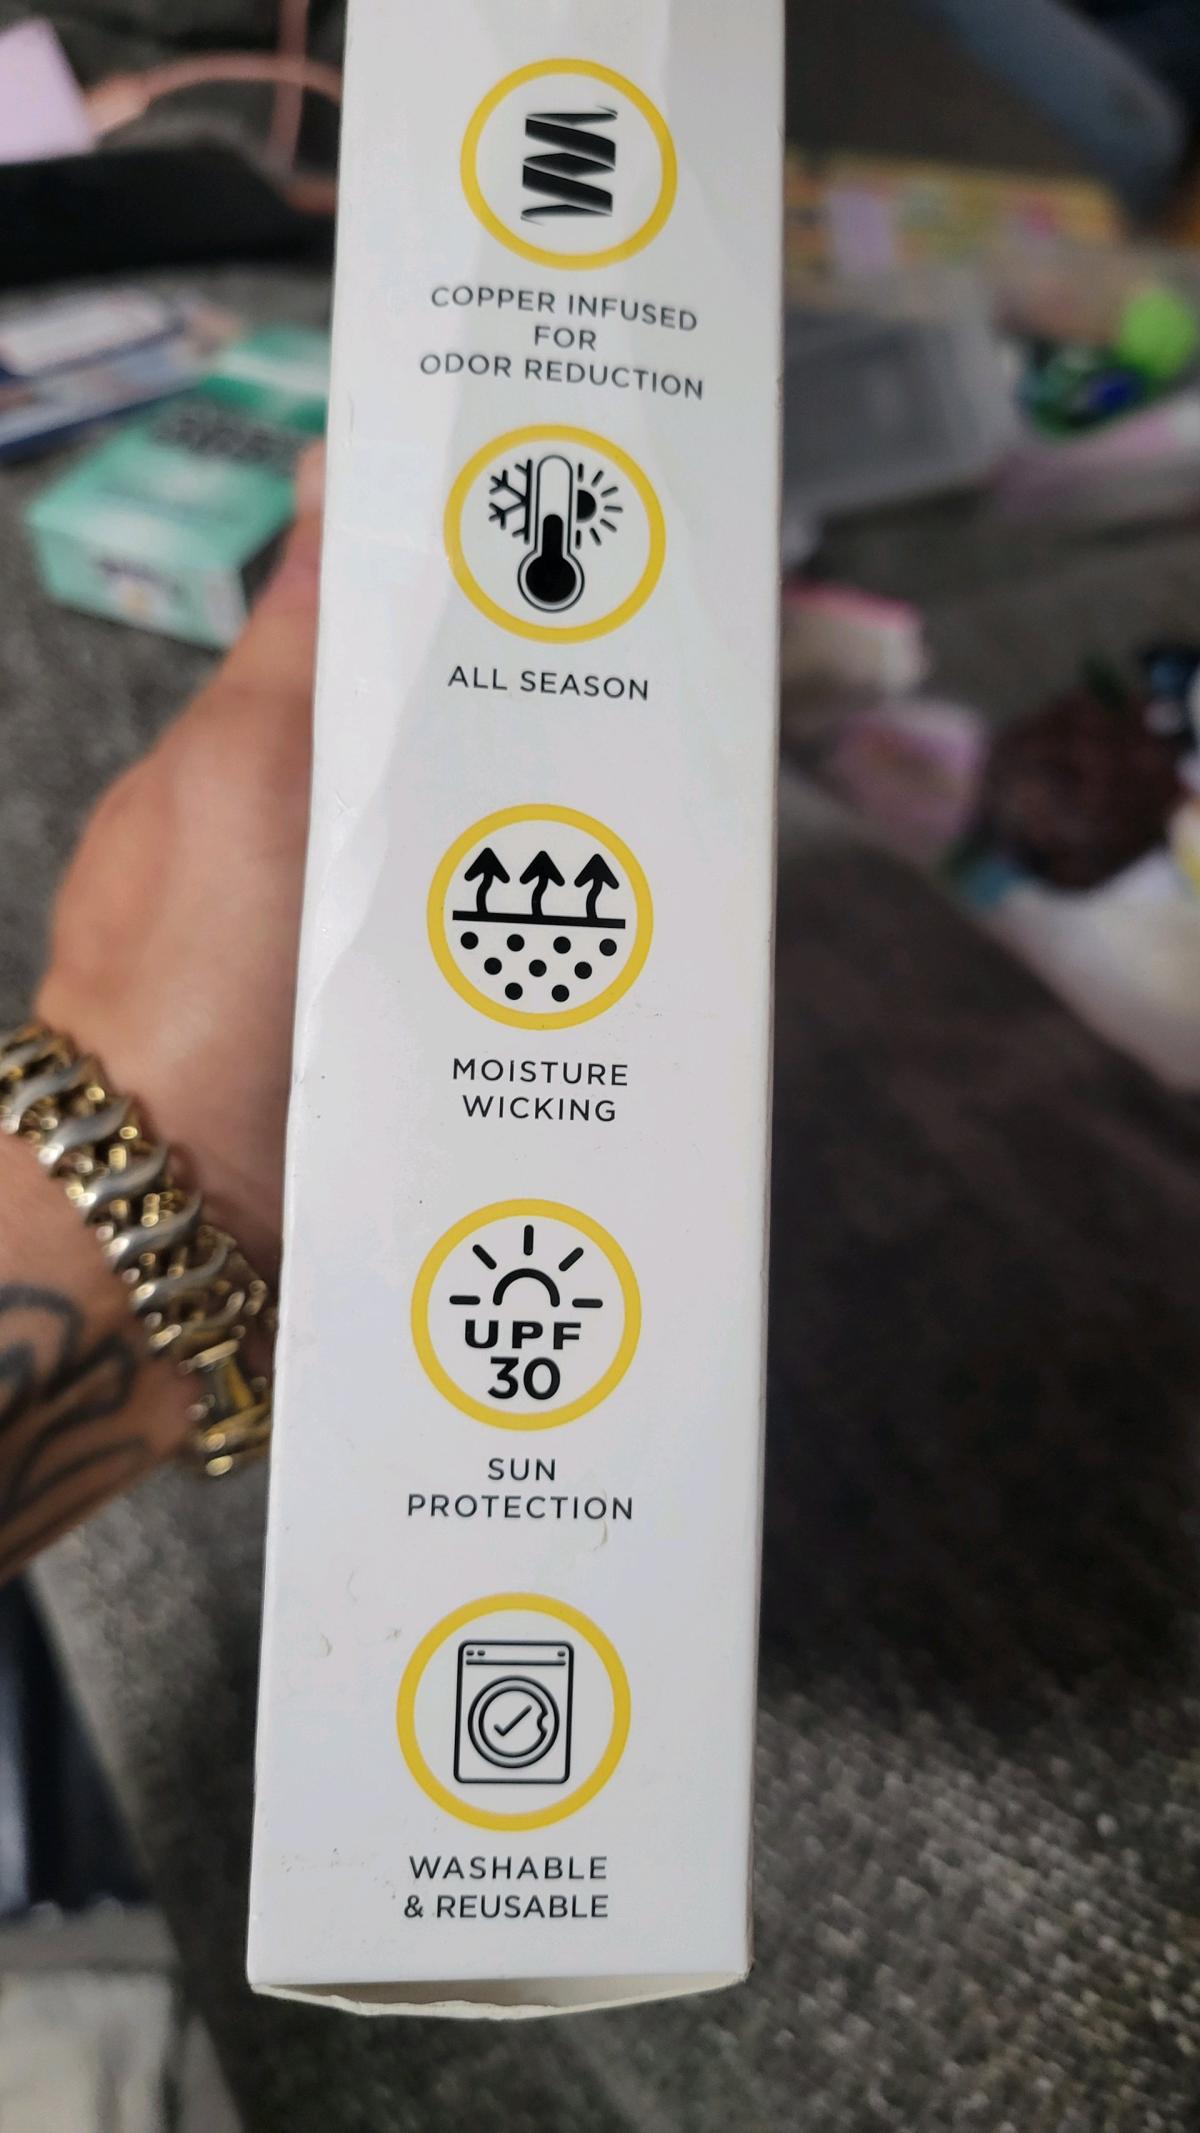 COPPER INFUSED
FOR
ODOR REDUCTION
ALL SEASON
MOISTURE
WICKING
UPF
30
SUN
PROTECTION
WASHABLE
& REUSABLE